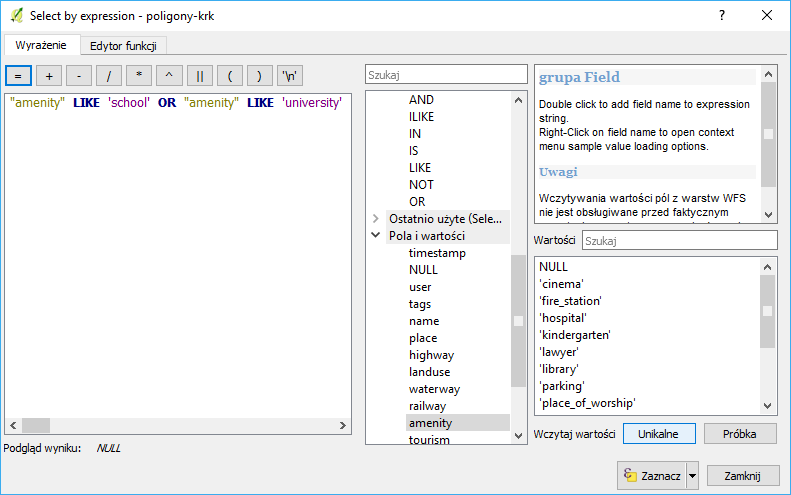 Select by expression - poligony-krk
Wyrażenie Edytor funkcji
= + - / * ^ || ( ) '\n'
"amenity" LIKE 'school' OR "amenity" LIKE 'university'
Podgląd wyniku: NULL
Szukaj
AND
ILIKE
IN
IS
LIKE
NOT
OR
Ostatnio użyte (Sele...
Pola i wartości
timestamp
NULL
user
tags
name
place
highway
landuse
waterway
railway
amenity
tourism
grupa Field
Double click to add field name to expression
string.
Right-Click on field name to open context
menu sample value loading options.
Uwagi
Wczytywania wartości pól z warstw WFS
nie jest obsługiwane przed faktycznym
Wartości Szukaj
NULL
'cinema'
'fire_station'
'hospital'
'kindergarten'
'lawyer'
'library'
'parking'
'place_of_worship'
Wczytaj wartości Unikalne Próbka
Zaznacz Zamknij